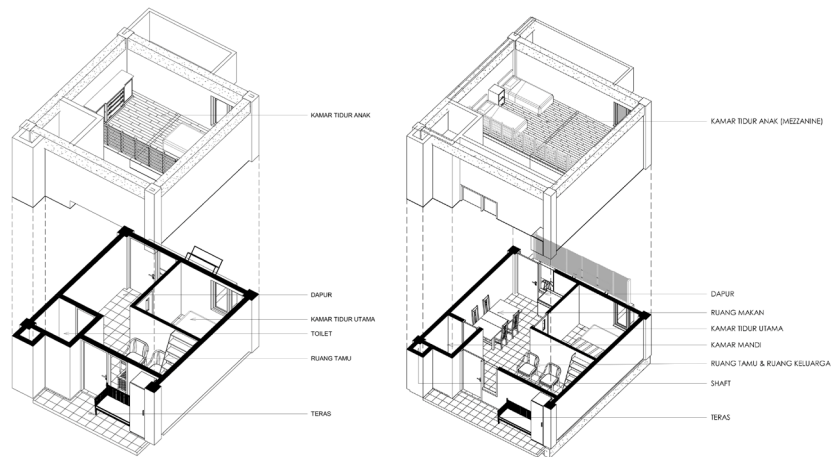 KAMAR TIDUR ANAK
DAPUR
KAMAR TIDUR UTAMA
TOILET
RUANG TAMU
TERAS
KAMAR TIDUR ANAK (MEZZANINE)
DAPUR
RUANG MAKAN
KAMAR TIDUR UTAMA
KAMAR MANDI
RUANG TAMU & RUANG KELUARGA
SHAFT
TERAS